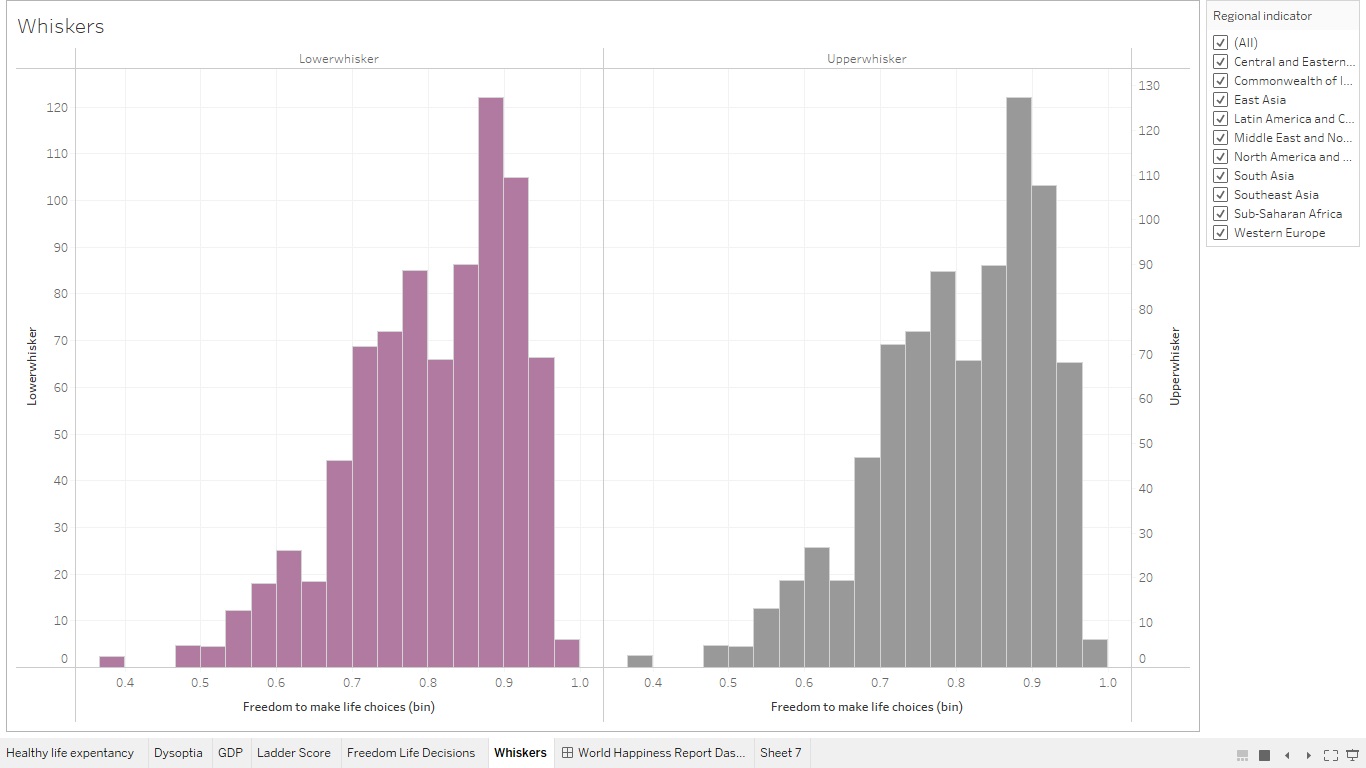 Whiskers
Lowerwhisker
Upperwhisker
Lowerwhisker
120
110
100
90
80
70
60
50
40
30
20
10
0
0.4 0.5 0.6 0.7 0.8 0.9 1.0
Freedom to make life choices (bin)
0.4 0.5 0.6 0.7 0.8 0.9 1.0
Freedom to make life choices (bin)
130
120
110
100
90
80
70
60
50
40
30
20
10
0
Upperwhisker
Regional indicator
(All)
Central and Eastern...
Commonwealth of I...
East Asia
Latin America and C...
Middle East and No...
North America and ...
South Asia
Southeast Asia
Sub-Saharan Africa
Western Europe
Healthy life expentancy Dysoptia GDP Ladder Score Freedom Life Decisions Whiskers World Happiness Report Das... Sheet 7